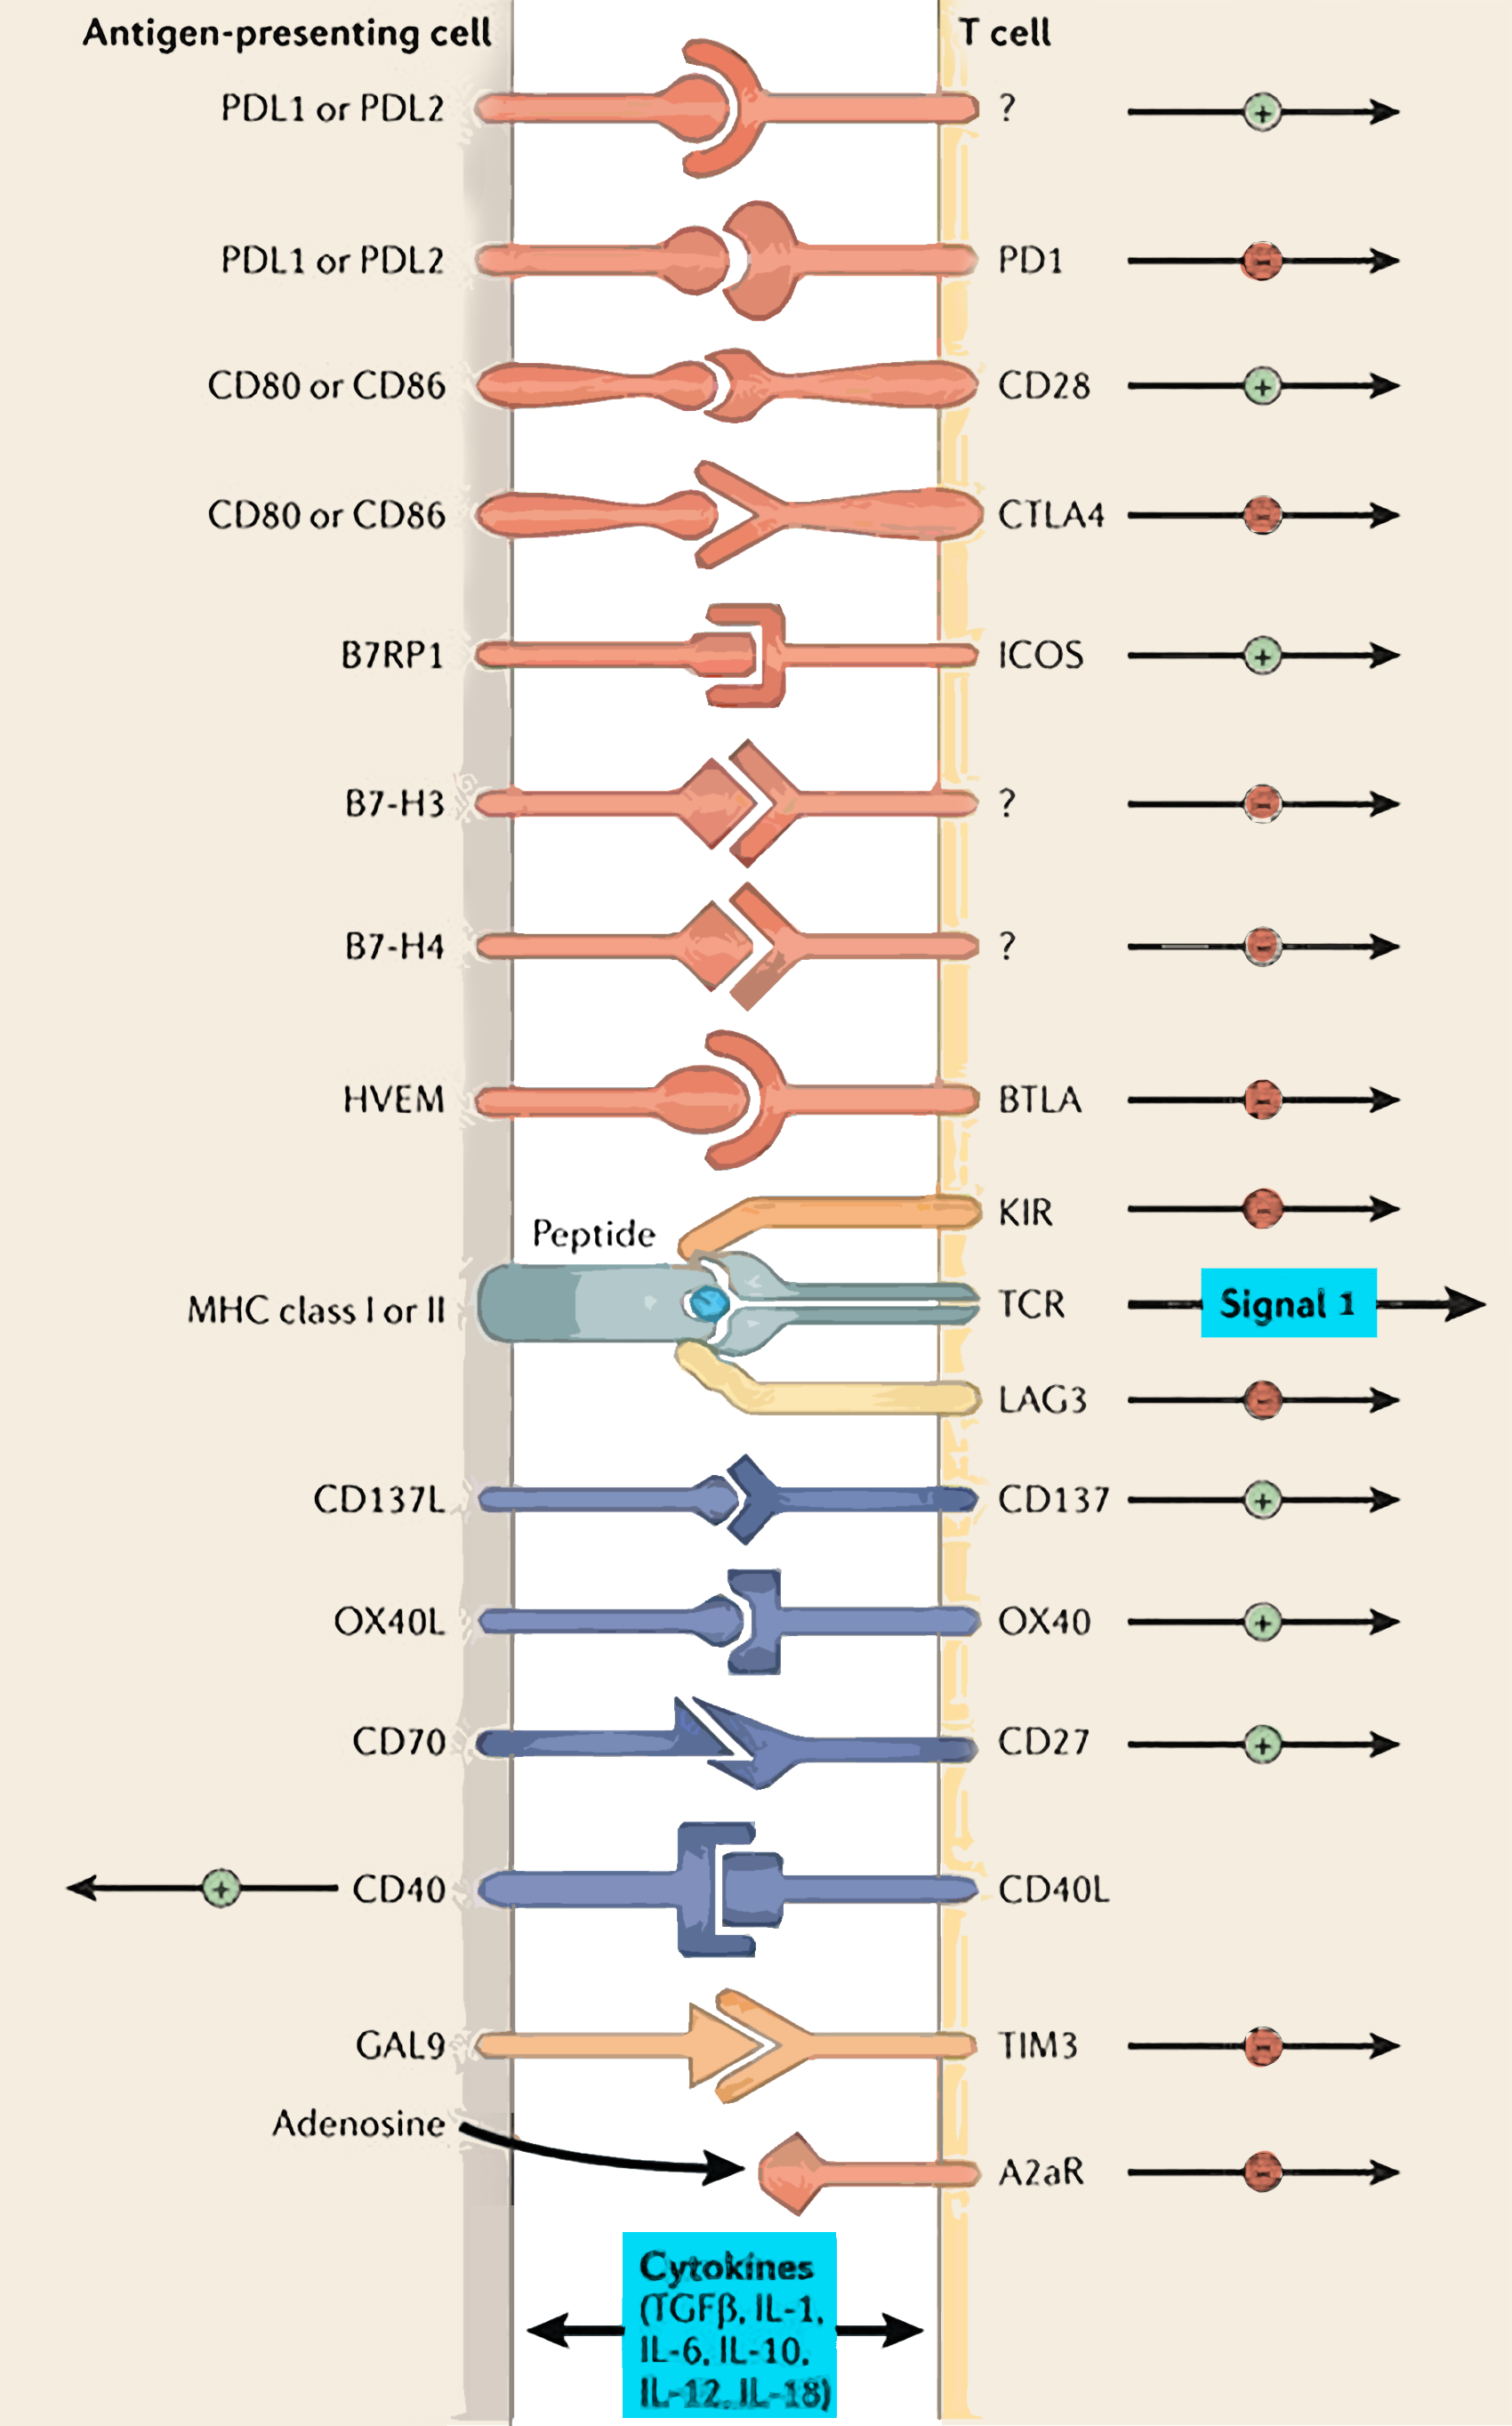 Antigen-presenting cell T cell
PDL1 or PDL2 ? +
PDL1 or PDL2 PD1 -
CD80 or CD86 CD28 +
CD80 or CD86 CTLA4 -
B7RP1 ICOS +
B7-H3 ? -
B7-H4 ? -
HVEM BTLA -
KIR -
Peptide
MHC class I or II TCR Signal 1
LAG3 -
CD137L CD137 +
OX40L OX40 +
CD70 CD27 +
+ CD40 CD40L
GAL9 TIM3 -
Adenosine
A2aR -
Cytokines
(TGFβ, IL-1,
IL-6, IL-10,
IL-12, IL-18)